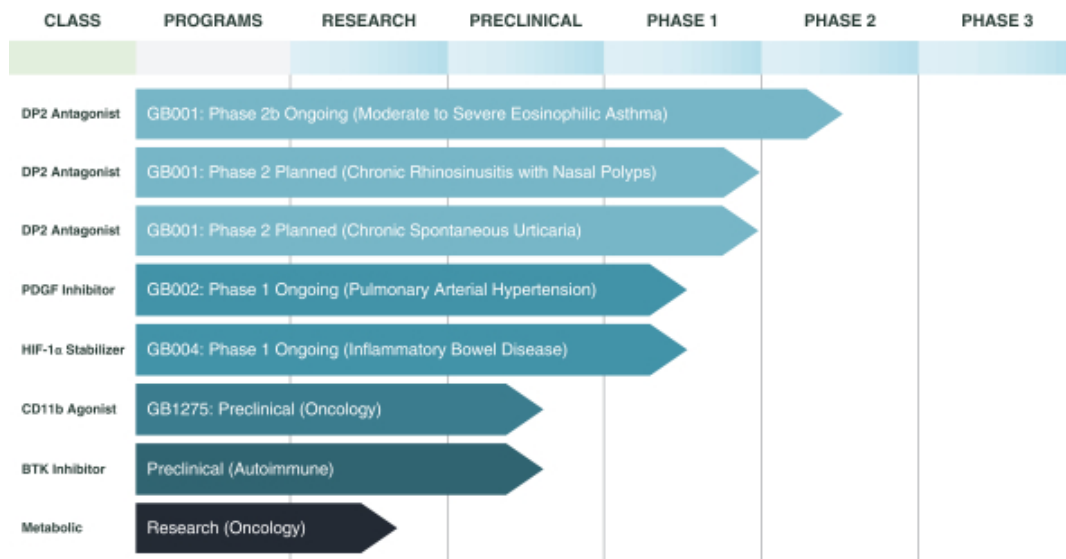 CLASS PROGRAMS RESEARCH PRECLINICAL PHASE 1 PHASE 2 PHASE 3
DP2 Antagonist GB001: Phase 2b Ongoing (Moderate to Severe Eosinophilic Asthma)
DP2 Antagonist GB001: Phase 2 Planned (Chronic Rhinosinusitis with Nasal Polyps)
DP2 Antagonist GB001: Phase 2 Planned (Chronic Spontaneous Urticaria)
PDGF Inhibitor GB002: Phase 1 Ongoing (Pulmonary Arterial Hypertension)
HIF-1α Stabilizer GB004: Phase 1 Ongoing (Inflammatory Bowel Disease)
CD11b Agonist GB1275: Preclinical (Oncology)
BTK Inhibitor Preclinical (Autoimmune)
Metabolic Research (Oncology)